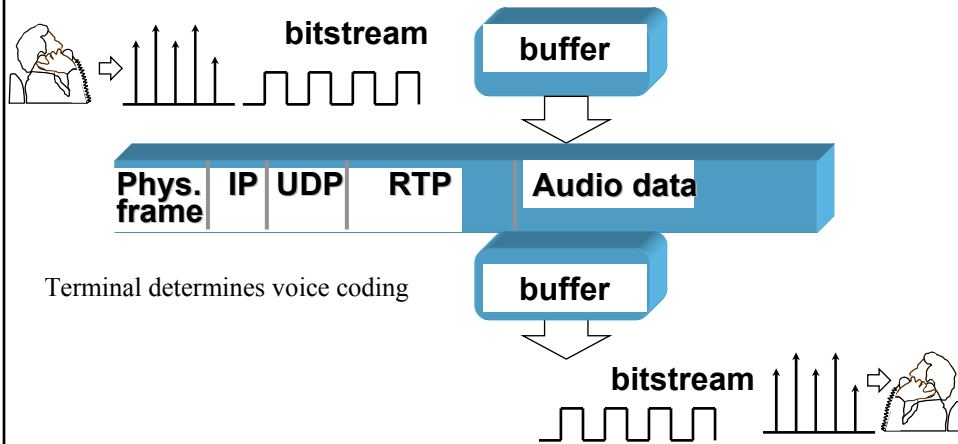 bitstream
buffer
Phys. frame IP UDP RTP Audio data
Terminal determines voice coding
buffer
bitstream